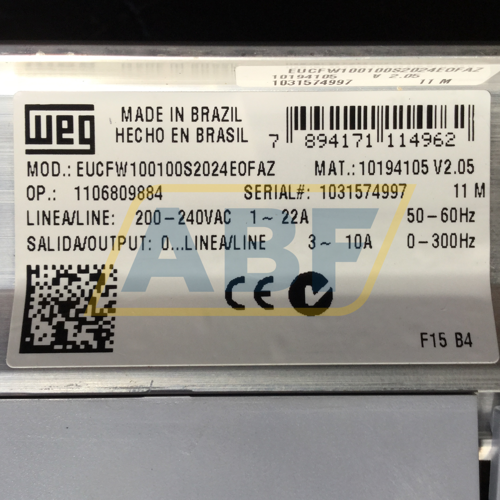 EUCFW100100S2024EOFAZ
10194105 V 2.05
1031574997 11 M
weg
MADE IN BRAZIL
HECHO EN BRASIL
7 894171 114962
MOD.: EUCFW100100S2024EOFAZ MAT.: 10194105 V2.05
OP.: 1106809884 SERIAL#: 1031574997 11 M
LINEA/LINE: 200-240VAC 1~ 22A 50-60Hz
SALIDA/OUTPUT: 0...LINEA/LINE 3~ 10A 0-300Hz
ABF
CE
F15 B4